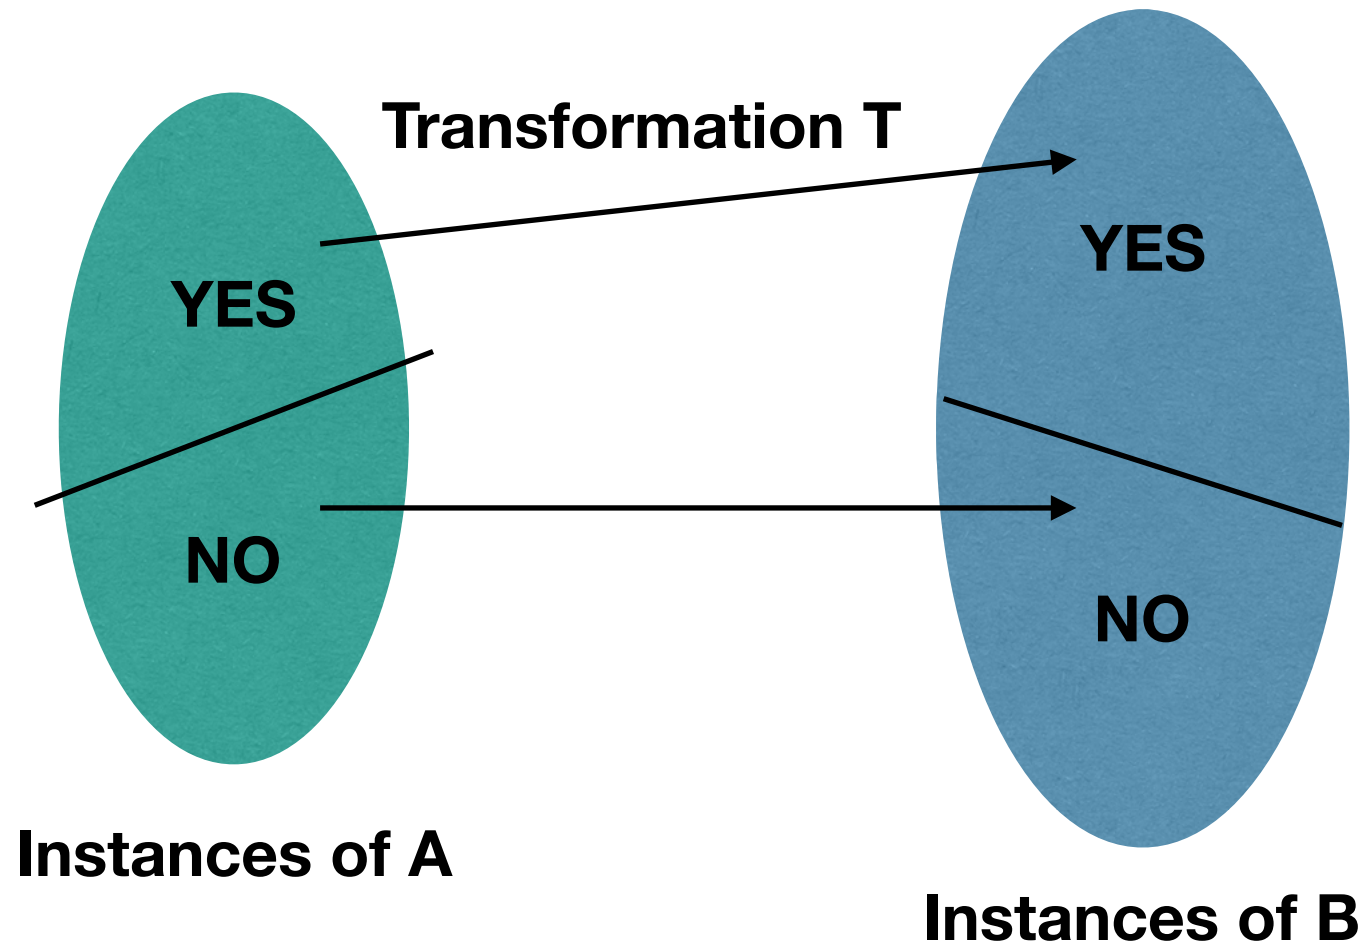 Transformation T
YES
YES
NO
NO
Instances of A
Instances of B